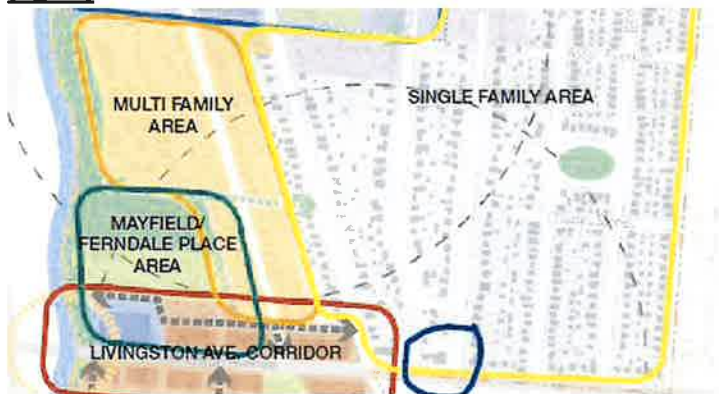 MULTI FAMILY
AREA
SINGLE FAMILY AREA
MAYFIELD/
FERNDALE PLACE
AREA
LIVINGSTON AVE. CORRIDOR